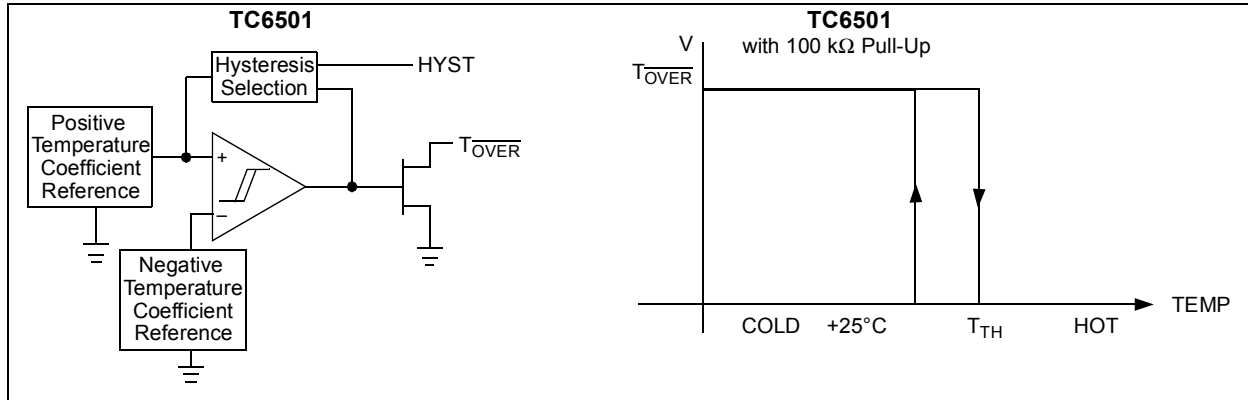 TC6501
Hysteresis
Selection
HYST
Positive
Temperature
Coefficient
Reference
+
−
TOVER
Negative
Temperature
Coefficient
Reference
TC6501
with 100 kΩ Pull-Up
V
TOVER
COLD +25°C TTH HOT
TEMP